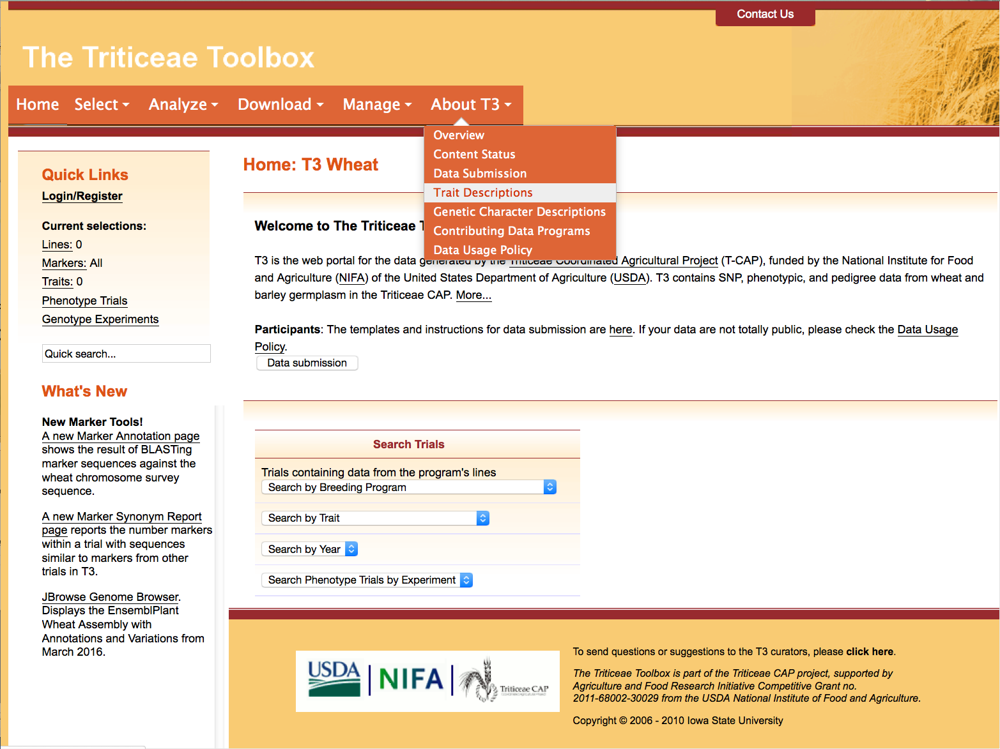 Contact Us
The Triticeae Toolbox
Home Select Analyze Download Manage About T3
Overview
Content Status
Data Submission
Trait Descriptions
Genetic Character Descriptions
Contributing Data Programs
Data Usage Policy
Quick Links
Login/Register
Current selections:
Lines: 0
Markers: All
Traits: 0
Phenotype Trials
Genotype Experiments
Quick search...
What's New
New Marker Tools!
A new Marker Annotation page
shows the result of BLASTing
marker sequences against the
wheat chromosome survey
sequence.
A new Marker Synonym Report
page reports the number markers
within a trial with sequences
similar to markers from other
trials in T3.
JBrowse Genome Browser.
Displays the EnsemblPlant
Wheat Assembly with
Annotations and Variations from
March 2016.
Home: T3 Wheat
Welcome to The Triticeae
T3 is the web portal for the data generated by the Triticeae Coordinated Agricultural Project (T-CAP), funded by the National Institute for Food
and Agriculture (NIFA) of the United States Department of Agriculture (USDA). T3 contains SNP, phenotypic, and pedigree data from wheat and
barley germplasm in the Triticeae CAP. More...
Participants: The templates and instructions for data submission are here. If your data are not totally public, please check the Data Usage
Policy.
Data submission
Search Trials
Trials containing data from the program's lines
Search by Breeding Program
Search by Trait
Search by Year
Search Phenotype Trials by Experiment
USDA NIFA Triticeae CAP
To send questions or suggestions to the T3 curators, please click here.
The Triticeae Toolbox is part of the Triticeae CAP project, supported by
Agriculture and Food Research Initiative Competitive Grant no.
2011-68002-30029 from the USDA National Institute of Food and Agriculture.
Copyright © 2006 - 2010 Iowa State University